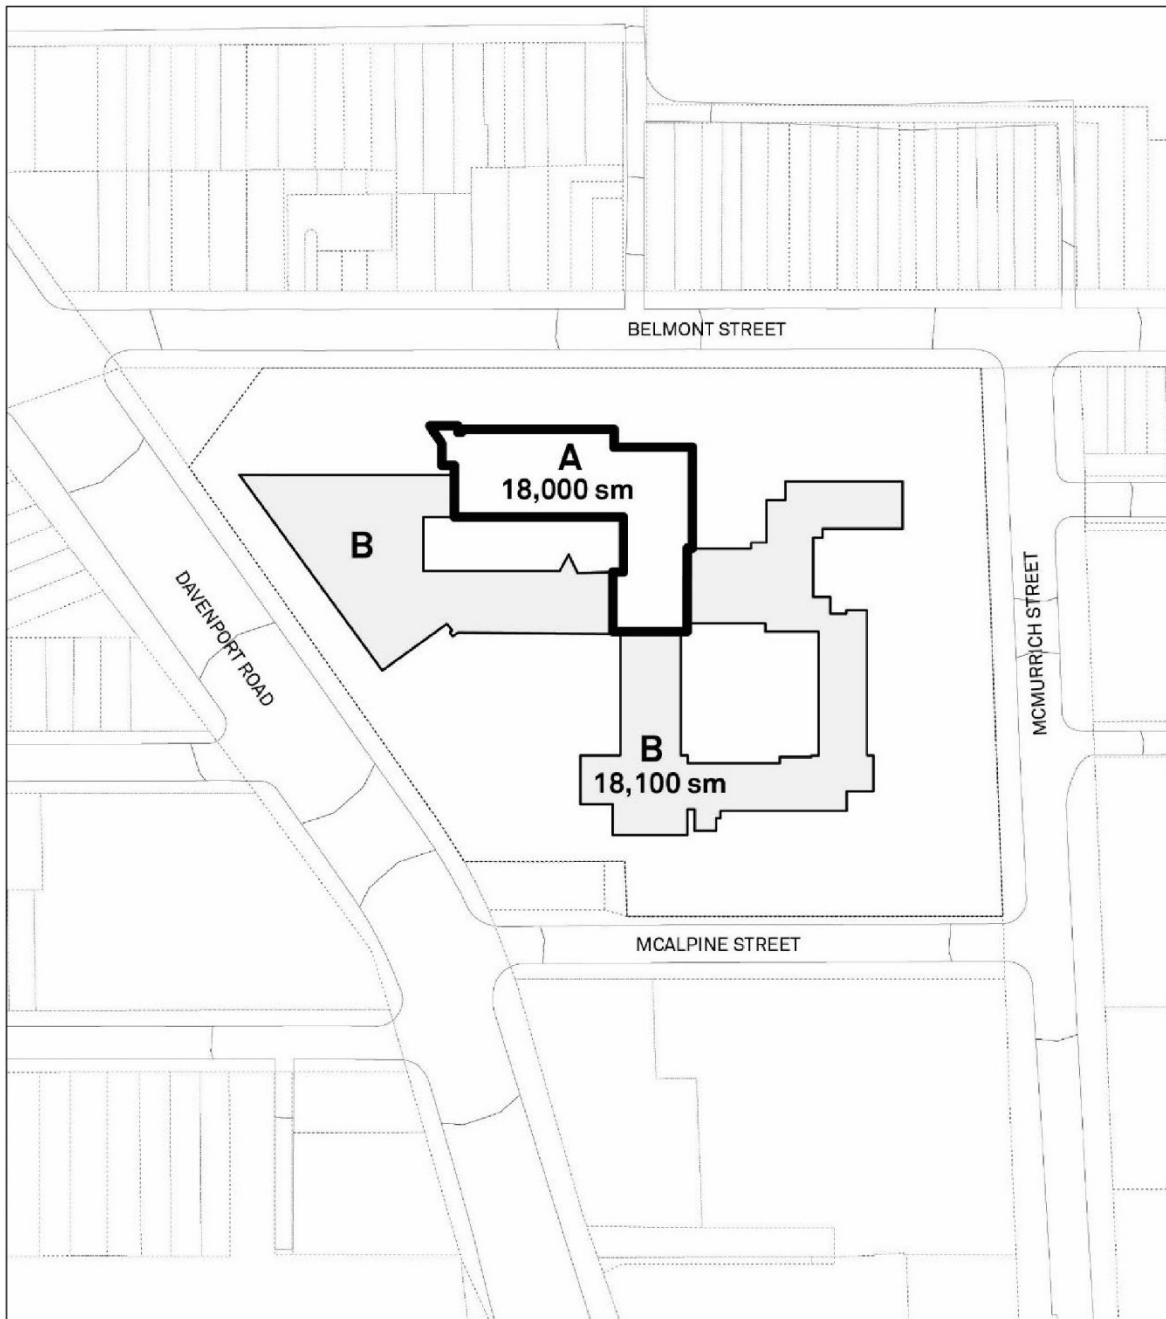 BELMONT STREET
A
18,000 sm
B
DAVENPORT ROAD
MCMURRICH STREET
B
18,100 sm
MCALPINE STREET